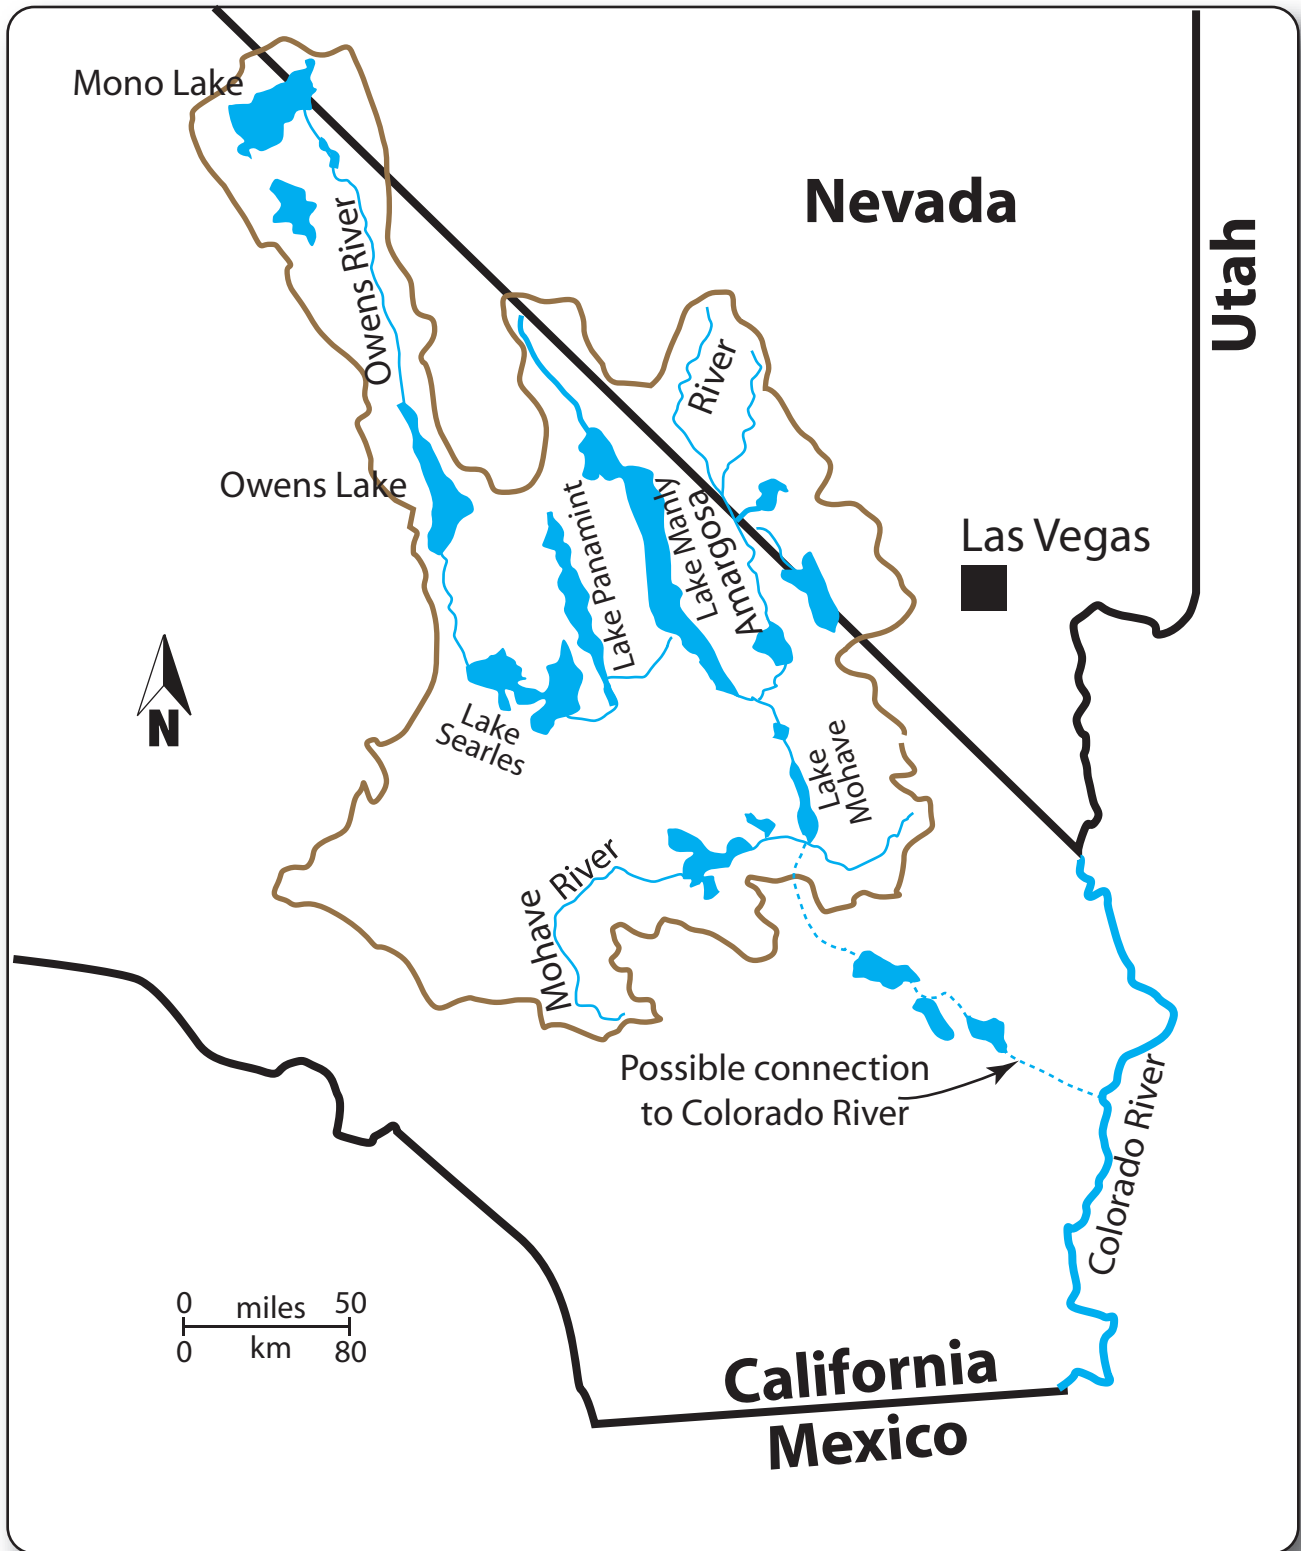 Mono Lake
Nevada
Utah
Owens River
River
Owens Lake
Lake Panamint
Lake Manly
Amargosa
Las Vegas
N
Lake
Searles
Lake
Mohave
Mohave River
Possible connection
to Colorado River
Colorado River
0 miles 50
0 km 80
California
Mexico